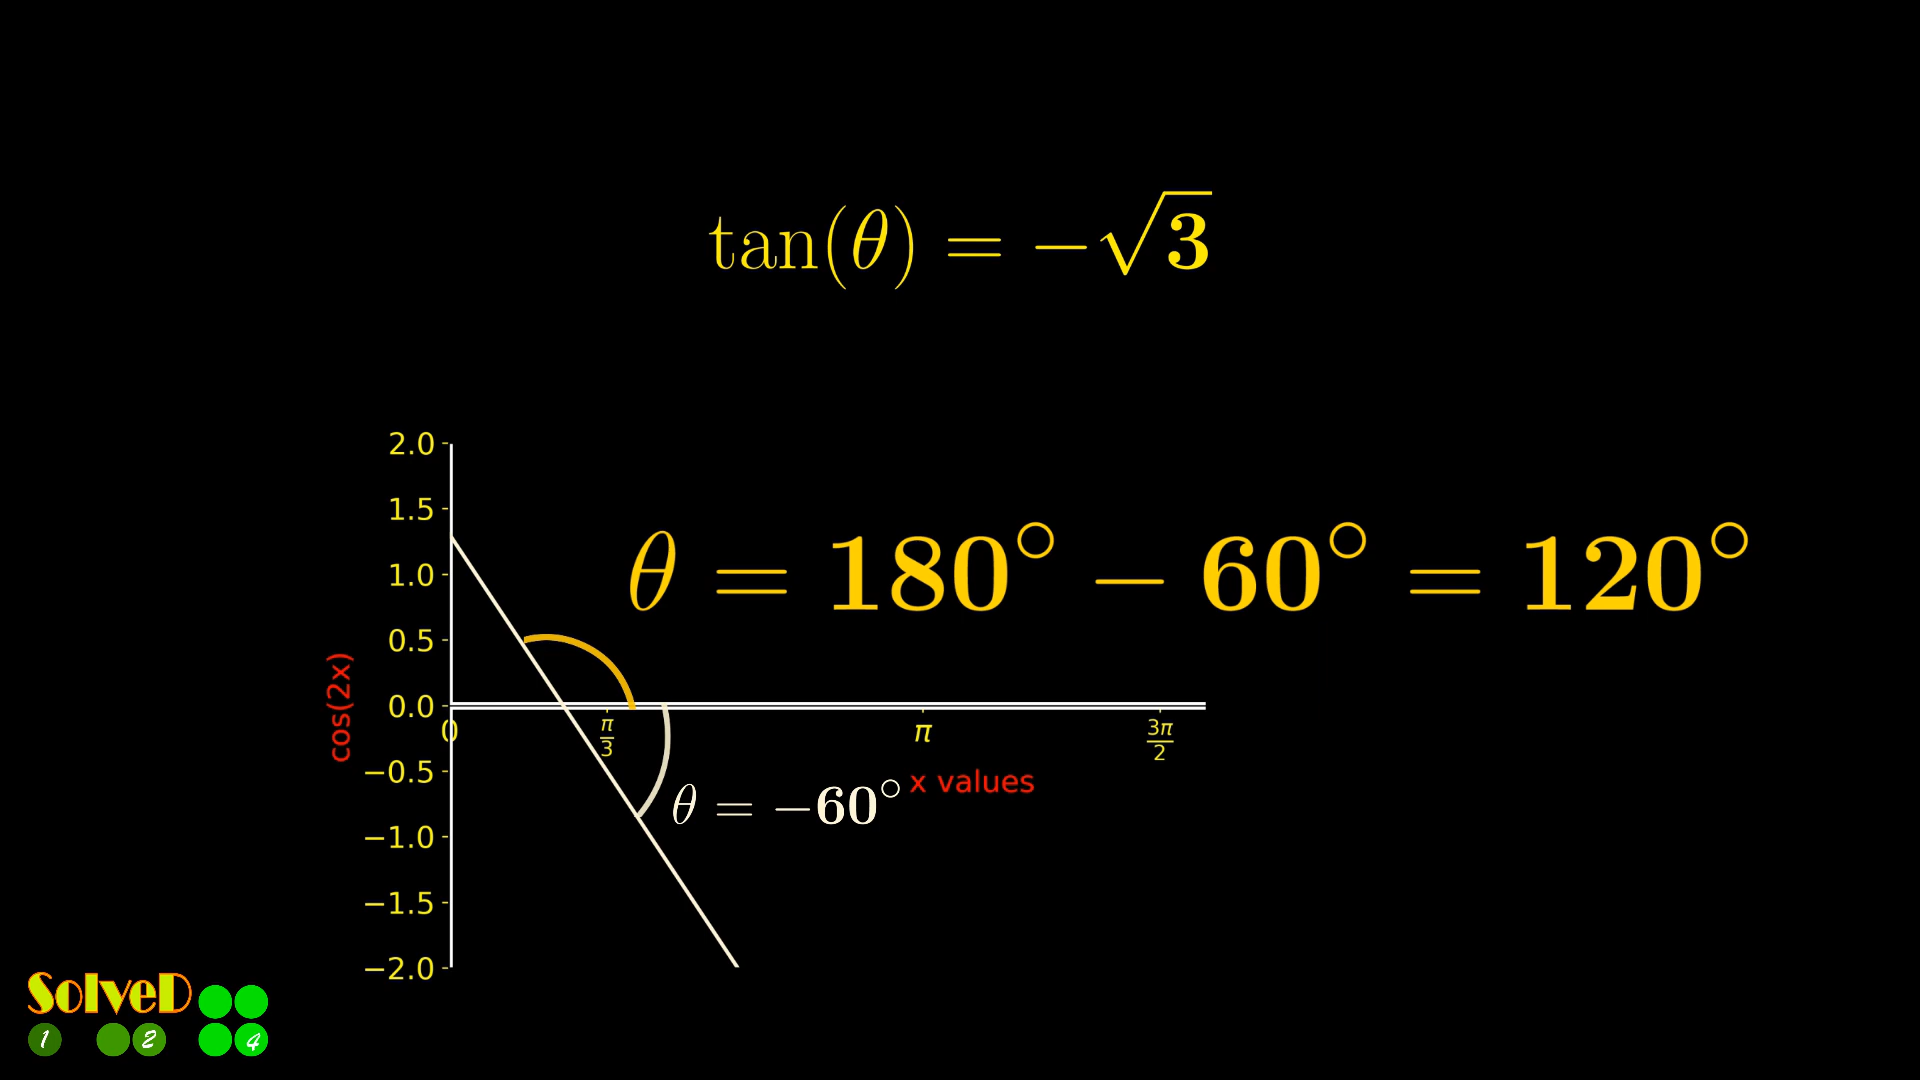 tan(θ) = −√3
2.0
1.5
θ = 180° − 60° = 120°
1.0
0.5
cos(2x)
0.0
0 π/3 π 3π/2
−0.5
x values
θ = −60°
−1.0
−1.5
−2.0
SolveD
1 2 4